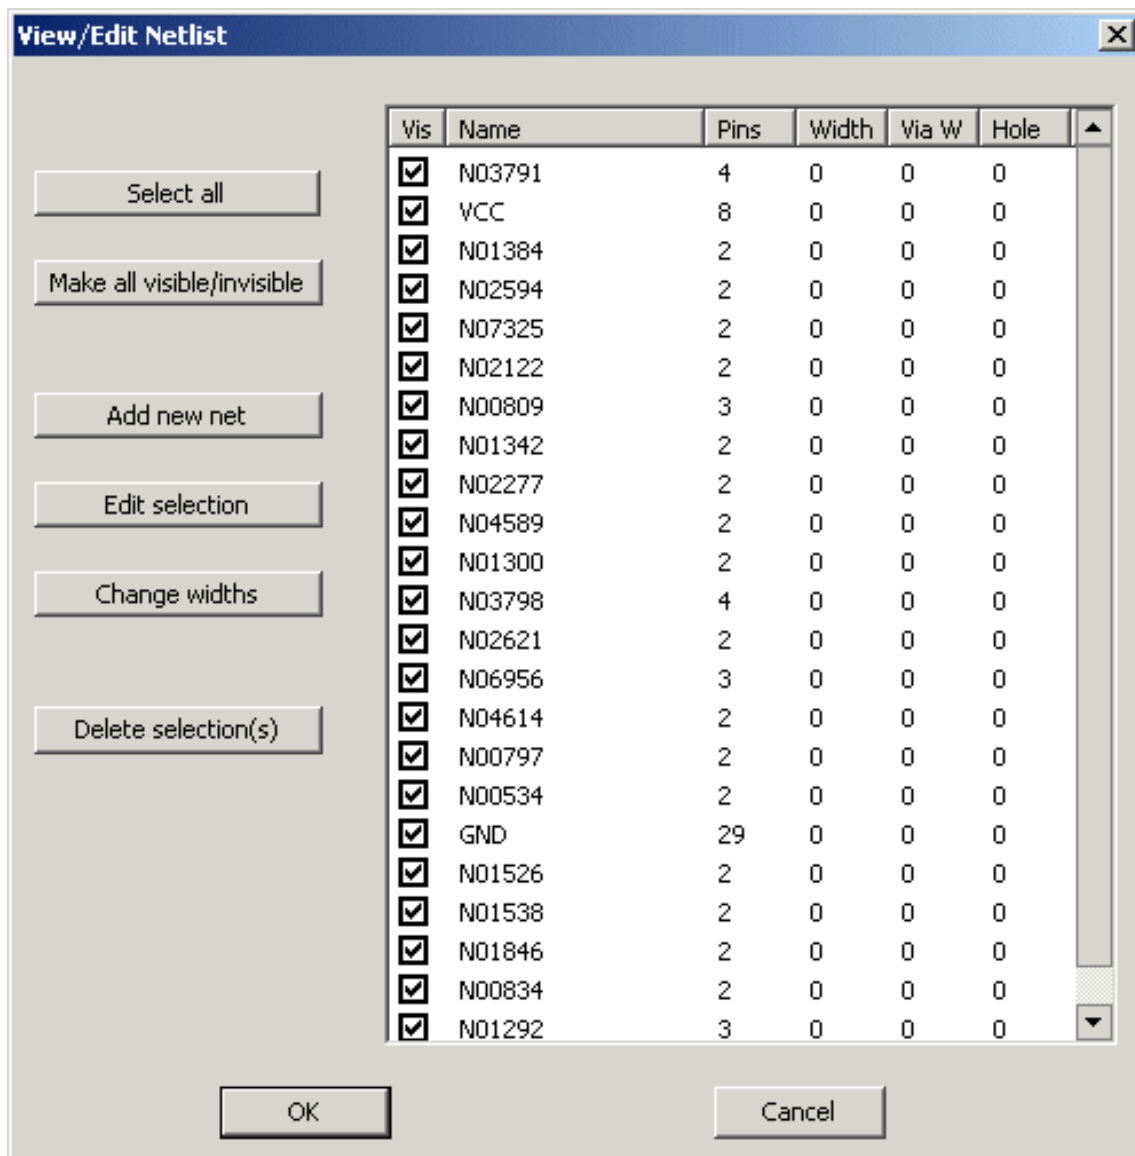 View/Edit Netlist
Select all
Make all visible/invisible
Add new net
Edit selection
Change widths
Delete selection(s)
Vis Name Pins Width Via W Hole
N03791 4 0 0 0
VCC 8 0 0 0
N01384 2 0 0 0
N02594 2 0 0 0
N07325 2 0 0 0
N02122 2 0 0 0
N00809 3 0 0 0
N01342 2 0 0 0
N02277 2 0 0 0
N04589 2 0 0 0
N01300 2 0 0 0
N03798 4 0 0 0
N02621 2 0 0 0
N06956 3 0 0 0
N04614 2 0 0 0
N00797 2 0 0 0
N00534 2 0 0 0
GND 29 0 0 0
N01526 2 0 0 0
N01538 2 0 0 0
N01846 2 0 0 0
N00834 2 0 0 0
N01292 3 0 0 0
OK Cancel